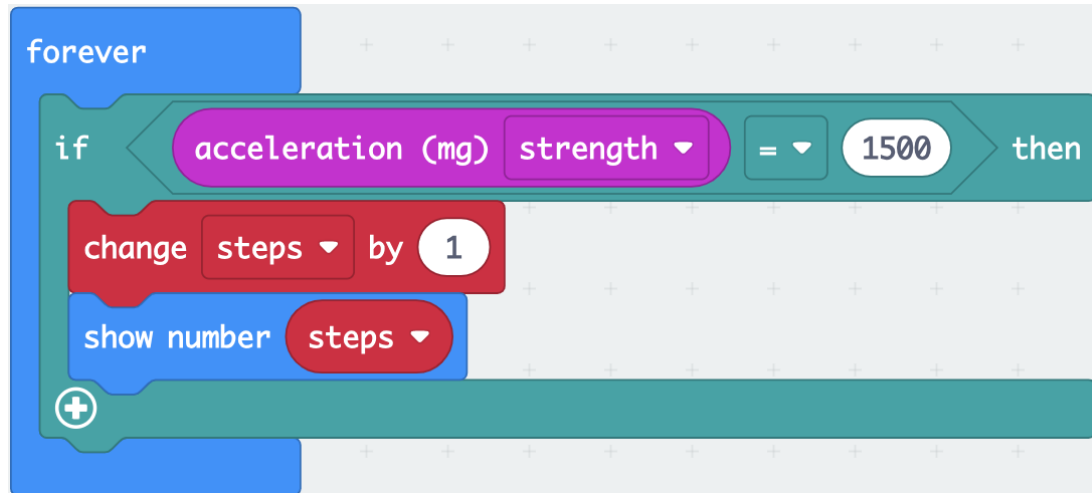 forever
if acceleration (mg) strength = 1500 then
change steps by 1
show number steps